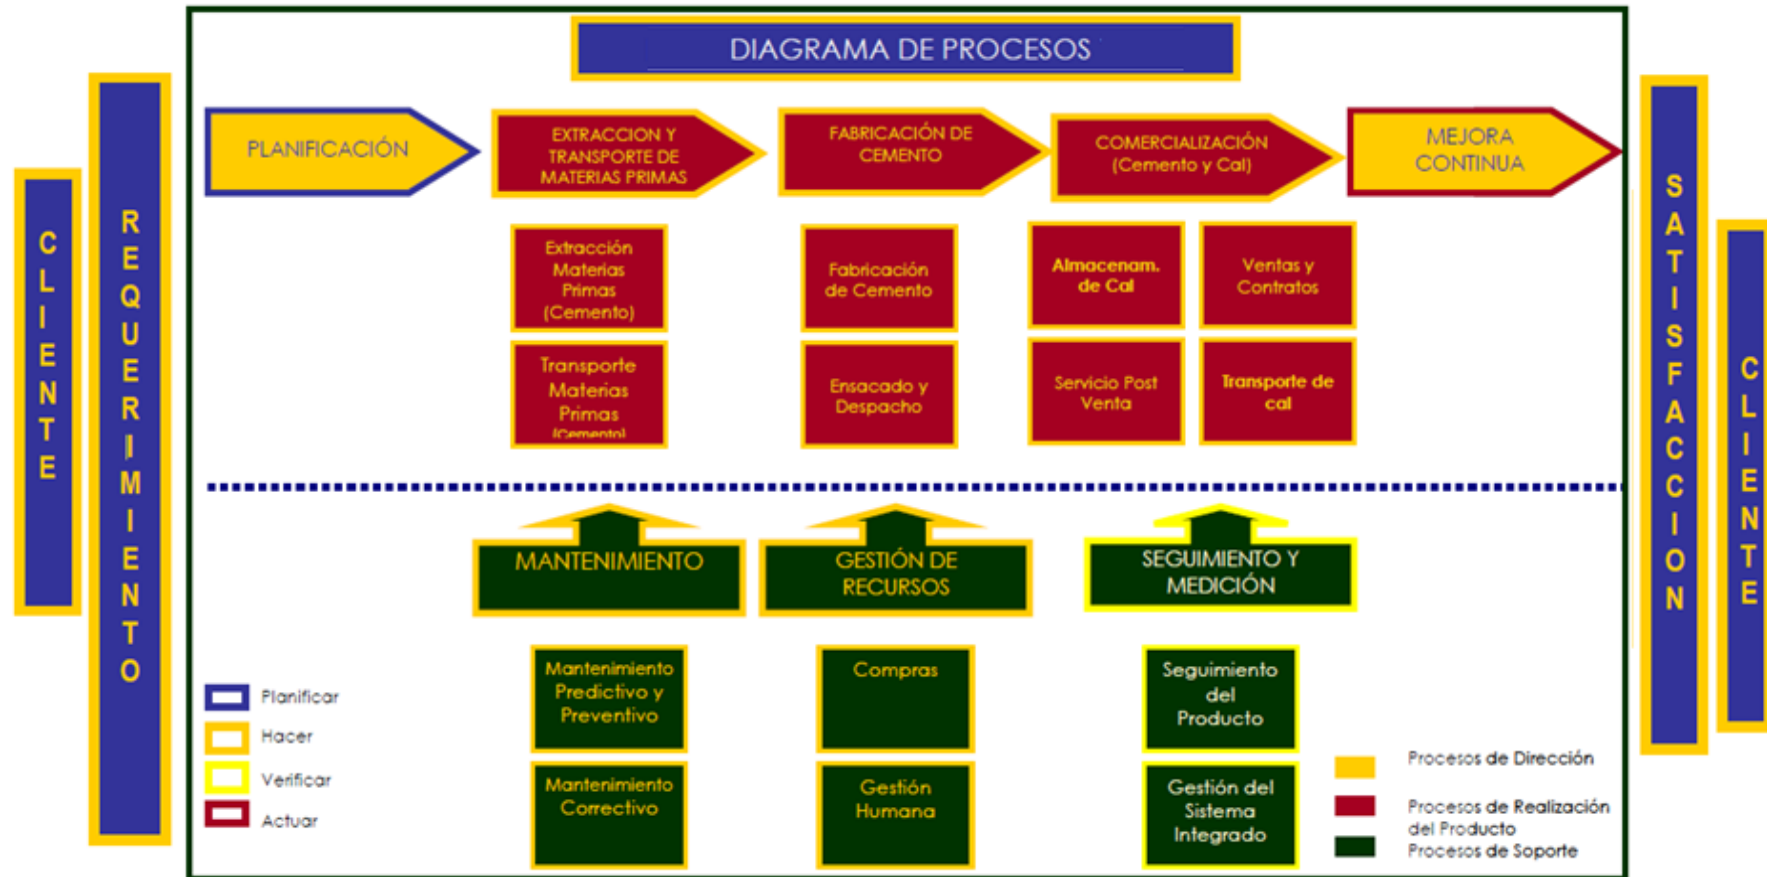 DIAGRAMA DE PROCESOS
CLIENTE
REQUERIMIENTO
PLANIFICACIÓN
EXTRACCION Y
TRANSPORTE DE
MATERIAS PRIMAS
FABRICACIÓN DE
CEMENTO
COMERCIALIZACIÓN
(Cemento y Cal)
MEJORA
CONTINUA
SATISFACCION
CLIENTE
Extracción
Materias
Primas
(Cemento)
Fabricación
de Cemento
Almacenam.
de Cal
Ventas y
Contratos
Transporte
Materias
Primas
(Cemento)
Ensacado y
Despacho
Servicio Post
Venta
Transporte de
cal
MANTENIMIENTO
GESTIÓN DE
RECURSOS
SEGUIMIENTO Y
MEDICIÓN
Mantenimiento
Predictivo y
Preventivo
Compras
Seguimiento
del
Producto
Mantenimiento
Correctivo
Gestión
Humana
Gestión del
Sistema
Integrado
Planificar
Hacer
Verificar
Actuar
Procesos de Dirección
Procesos de Realización
del Producto
Procesos de Soporte